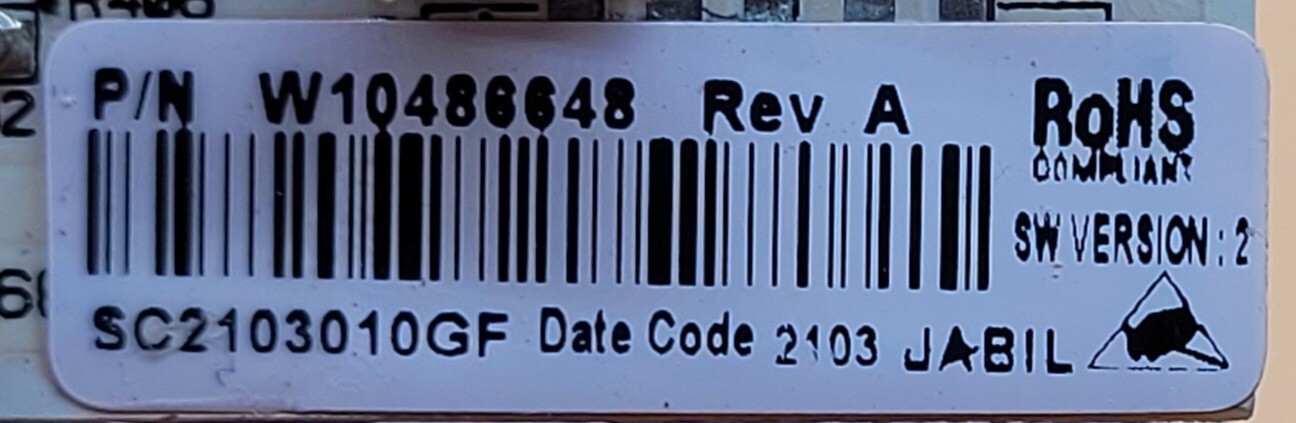 P/N W10486648 Rev A
RoHS
COMPLIANT
SW VERSION: 2
SC2103010GF Date Code 2103 JABIL